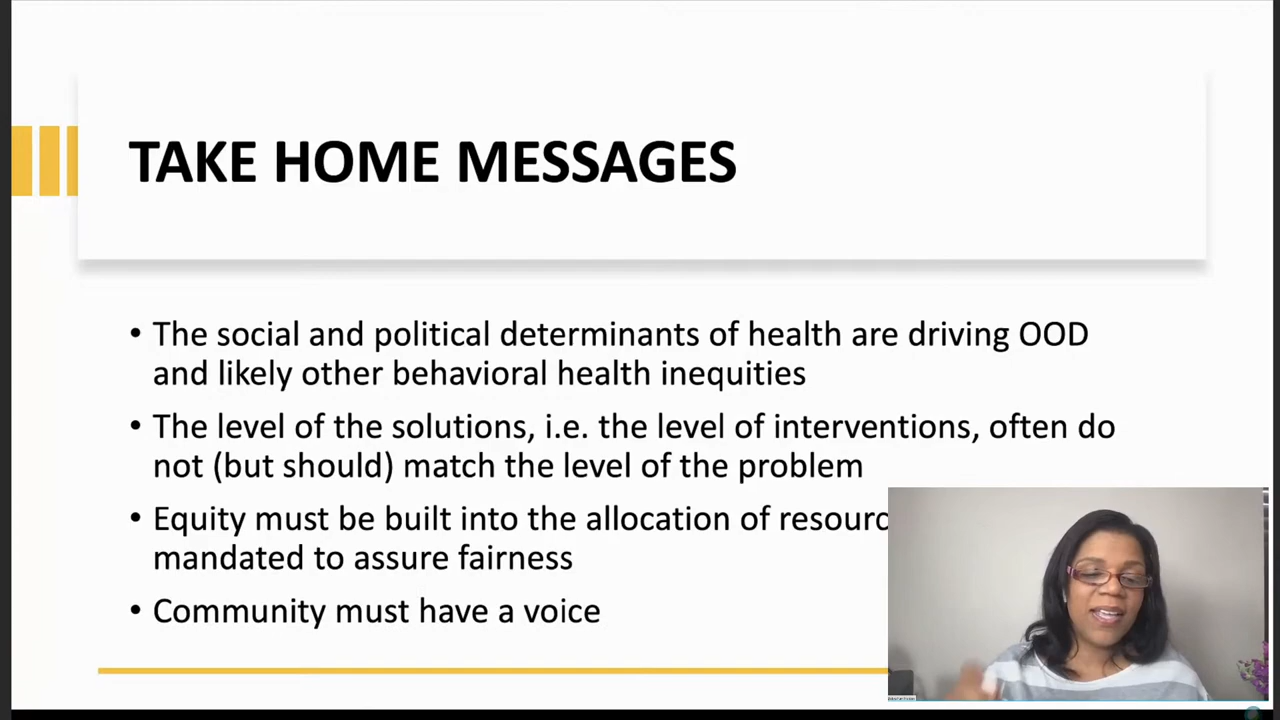 TAKE HOME MESSAGES
• The social and political determinants of health are driving OOD
and likely other behavioral health inequities
• The level of the solutions, i.e. the level of interventions, often do
not (but should) match the level of the problem
• Equity must be built into the allocation of
mandated to assure fairness
• Community must have a voice